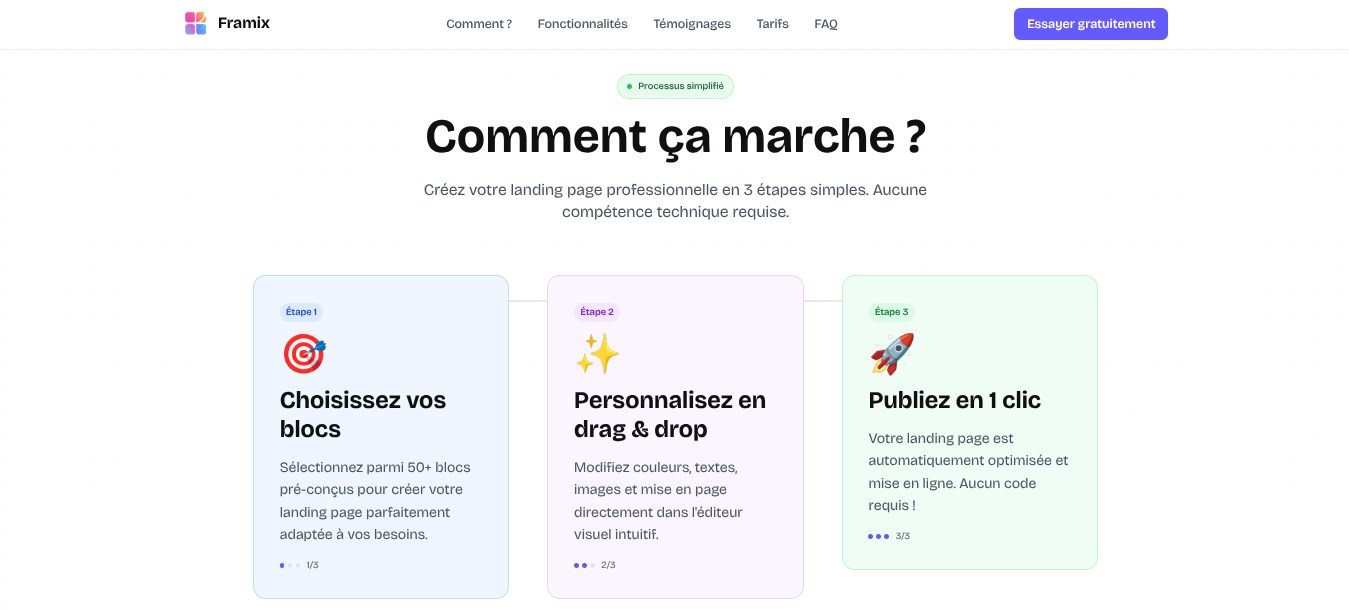 Framix
Comment ?
Fonctionnalités
Témoignages
Tarifs
FAQ
Essayer gratuitement
Processus simplifié
Comment ça marche ?
Créez votre landing page professionnelle en 3 étapes simples. Aucune
compétence technique requise.
Étape 1
Choisissez vos
blocs
Sélectionnez parmi 50+ blocs
pré-conçus pour créer votre
landing page parfaitement
adaptée à vos besoins.
1/3
Étape 2
Personnalisez en
drag & drop
Modifiez couleurs, textes,
images et mise en page
directement dans l'éditeur
visuel intuitif.
2/3
Étape 3
Publiez en 1 clic
Votre landing page est
automatiquement optimisée et
mise en ligne. Aucun code
requis !
3/3